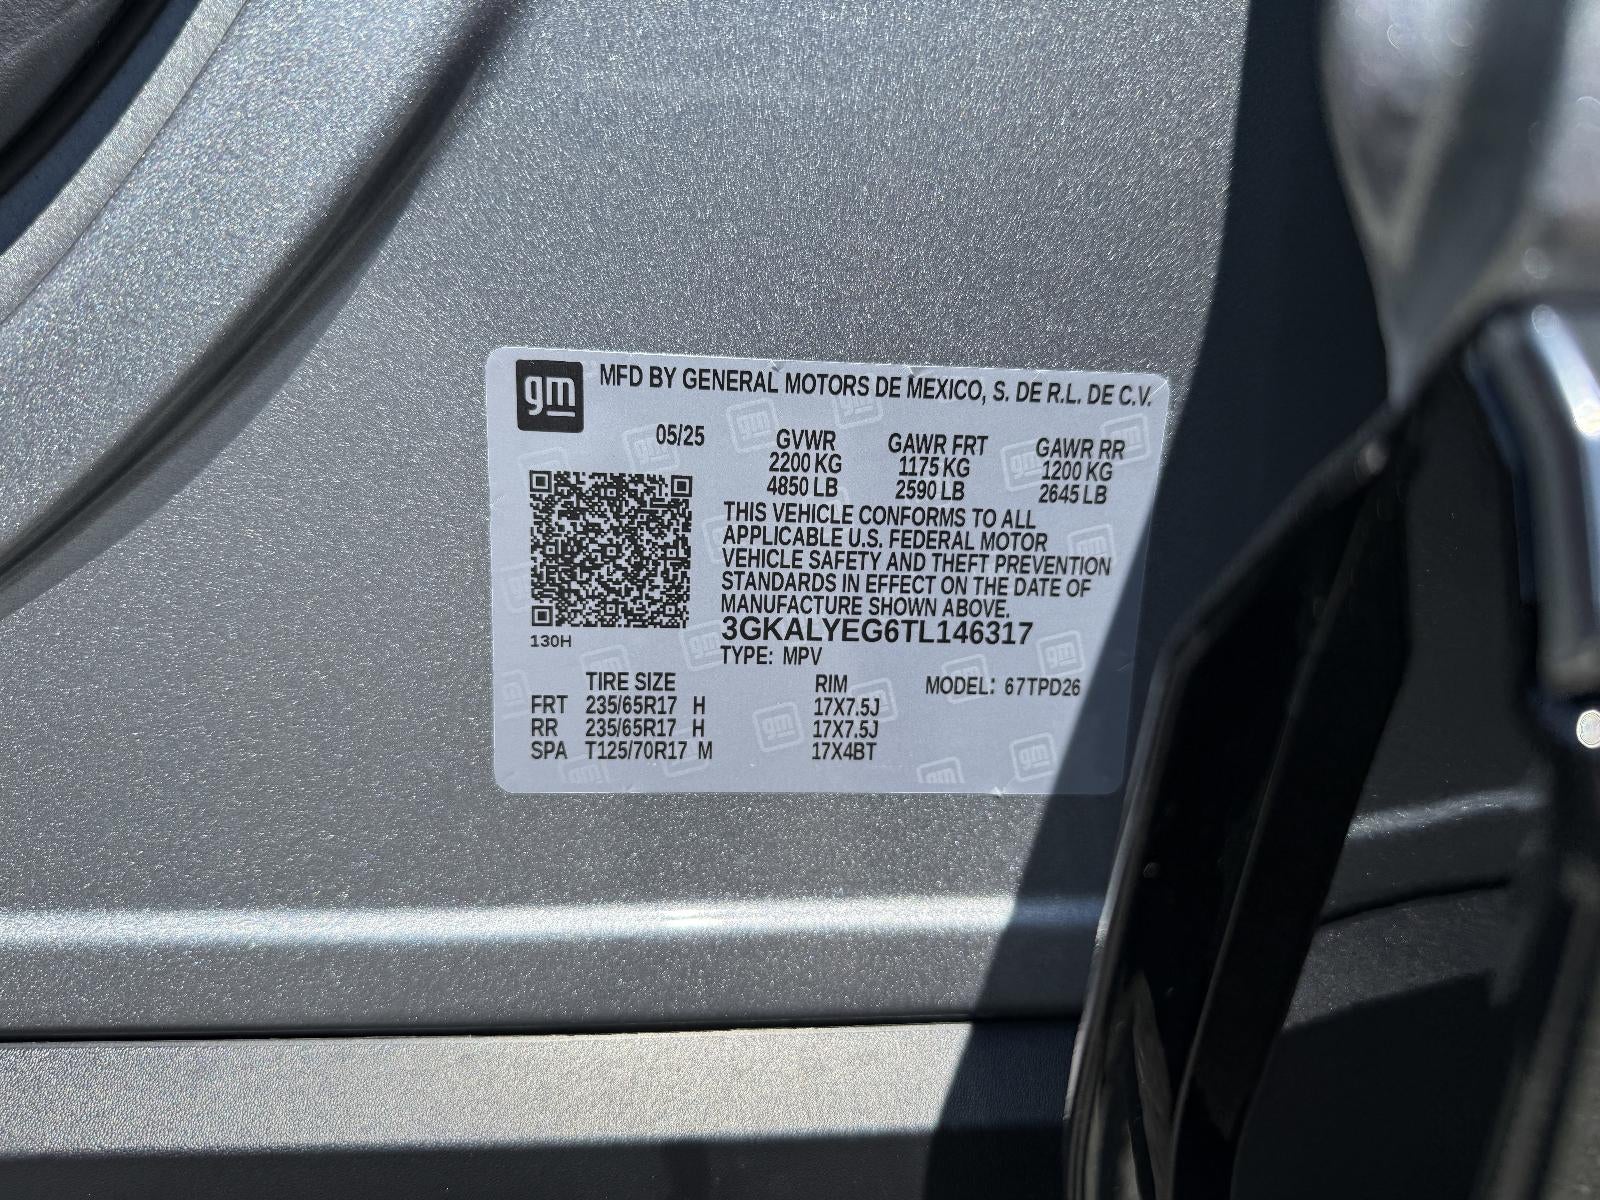 gm MFD BY GENERAL MOTORS DE MEXICO, S. DE R.L. DE C.V.
05/25 GVWR GAWR FRT GAWR RR
2200 KG 1175 KG 1200 KG
4850 LB 2590 LB 2645 LB
THIS VEHICLE CONFORMS TO ALL
APPLICABLE U.S. FEDERAL MOTOR
VEHICLE SAFETY AND THEFT PREVENTION
STANDARDS IN EFFECT ON THE DATE OF
MANUFACTURE SHOWN ABOVE.
3GKALYEG6TL146317
130H
TYPE: MPV
TIRE SIZE RIM MODEL: 67TPD26
FRT 235/65R17 H 17X7.5J
RR 235/65R17 H 17X7.5J
SPA T125/70R17 M 17X4BT